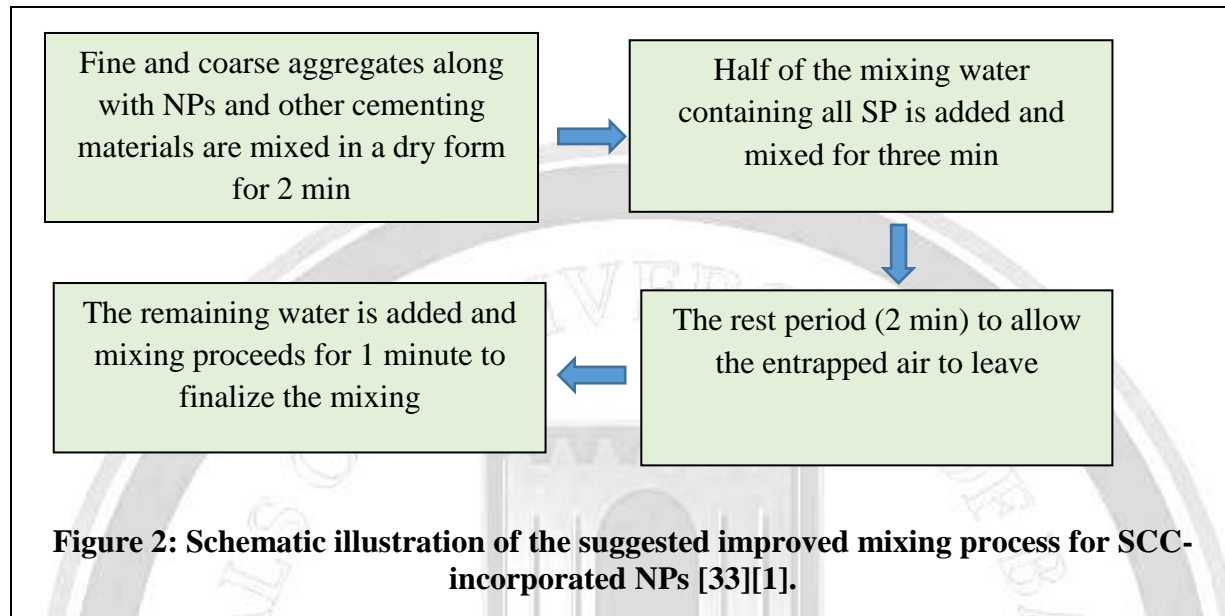 Fine and coarse aggregates along
with NPs and other cementing
materials are mixed in a dry form
for 2 min
Half of the mixing water
containing all SP is added and
mixed for three min
The rest period (2 min) to allow
the entrapped air to leave
The remaining water is added and
mixing proceeds for 1 minute to
finalize the mixing
Figure 2: Schematic illustration of the suggested improved mixing process for SCC-
incorporated NPs [33][1].